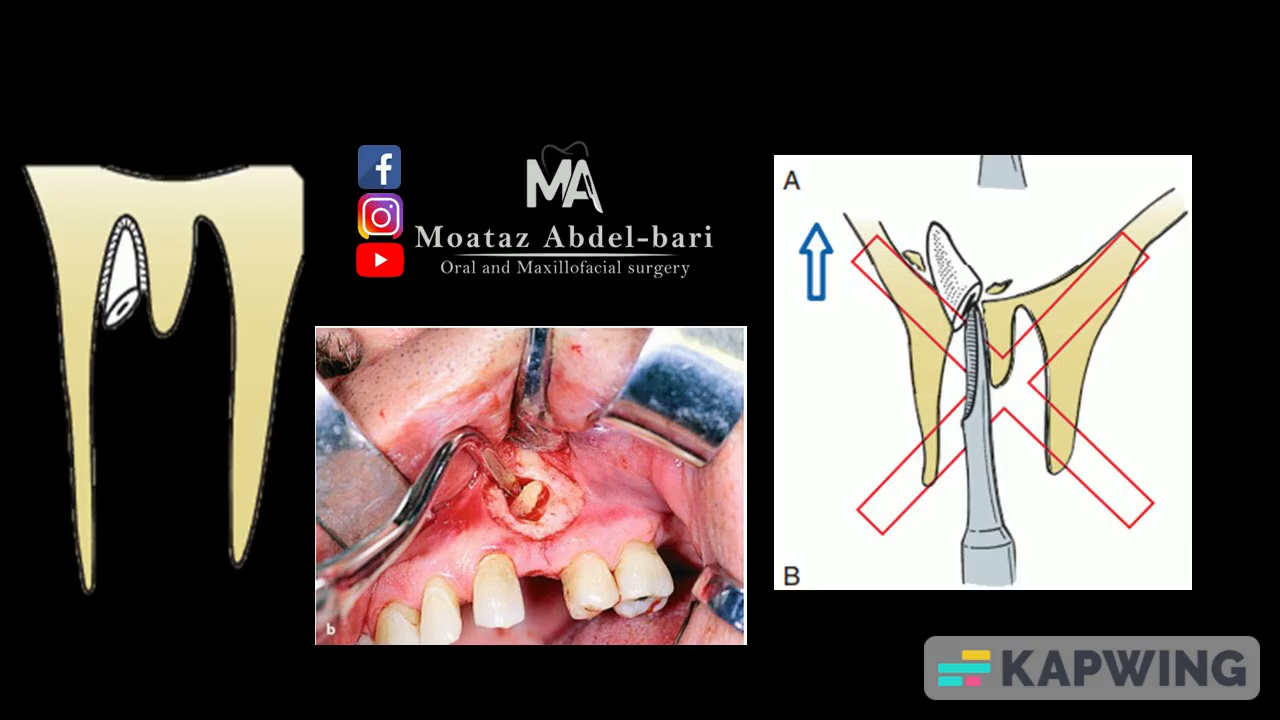 MA
Moataz Abdel-bari
Oral and Maxillofacial surgery
A
B
b
KAPWING